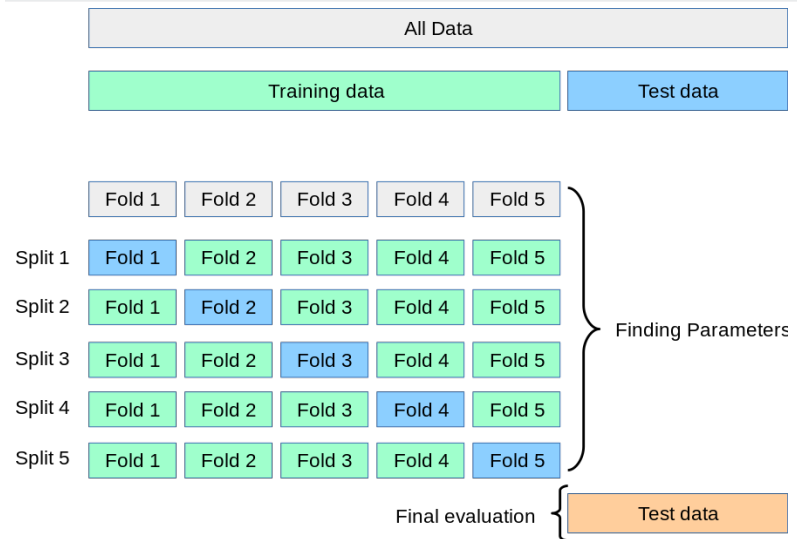 All Data
Training data Test data
Fold 1 Fold 2 Fold 3 Fold 4 Fold 5
Split 1 Fold 1 Fold 2 Fold 3 Fold 4 Fold 5
Split 2 Fold 1 Fold 2 Fold 3 Fold 4 Fold 5
Finding Parameters
Split 3 Fold 1 Fold 2 Fold 3 Fold 4 Fold 5
Split 4 Fold 1 Fold 2 Fold 3 Fold 4 Fold 5
Split 5 Fold 1 Fold 2 Fold 3 Fold 4 Fold 5
Final evaluation Test data